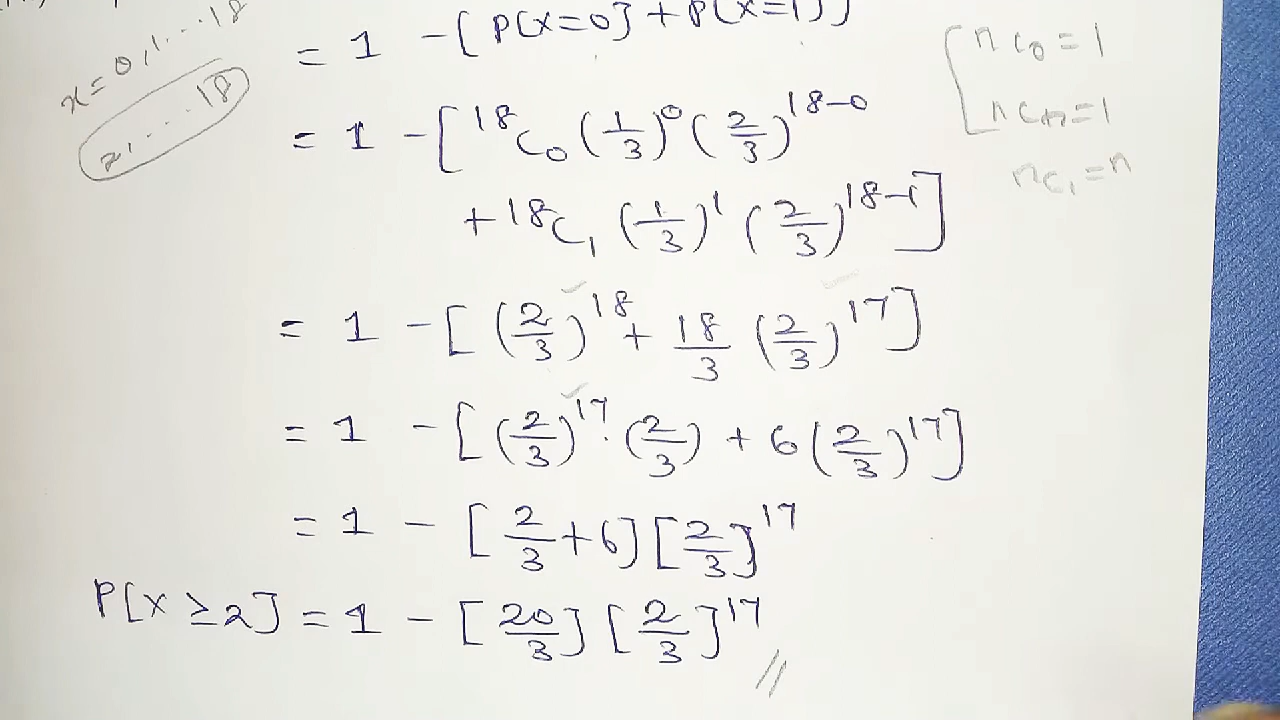 x=0,1...18
2,....18
= 1 -[P[X=0] + P[X=1]]
= 1 -[18C₀(1/3)⁰(2/3)¹⁸⁻⁰
+18C₁(1/3)¹(2/3)¹⁸⁻¹]
= 1 -[(2/3)¹⁸+ 18/3 (2/3)¹⁷]
= 1 -[(2/3)¹⁷.(2/3) + 6(2/3)¹⁷]
= 1 - [2/3+6][2/3]¹⁷
P[X ≥2] = 1 - [20/3][2/3]¹⁷ //
nC₀=1
nCₙ=1
nC₁=n